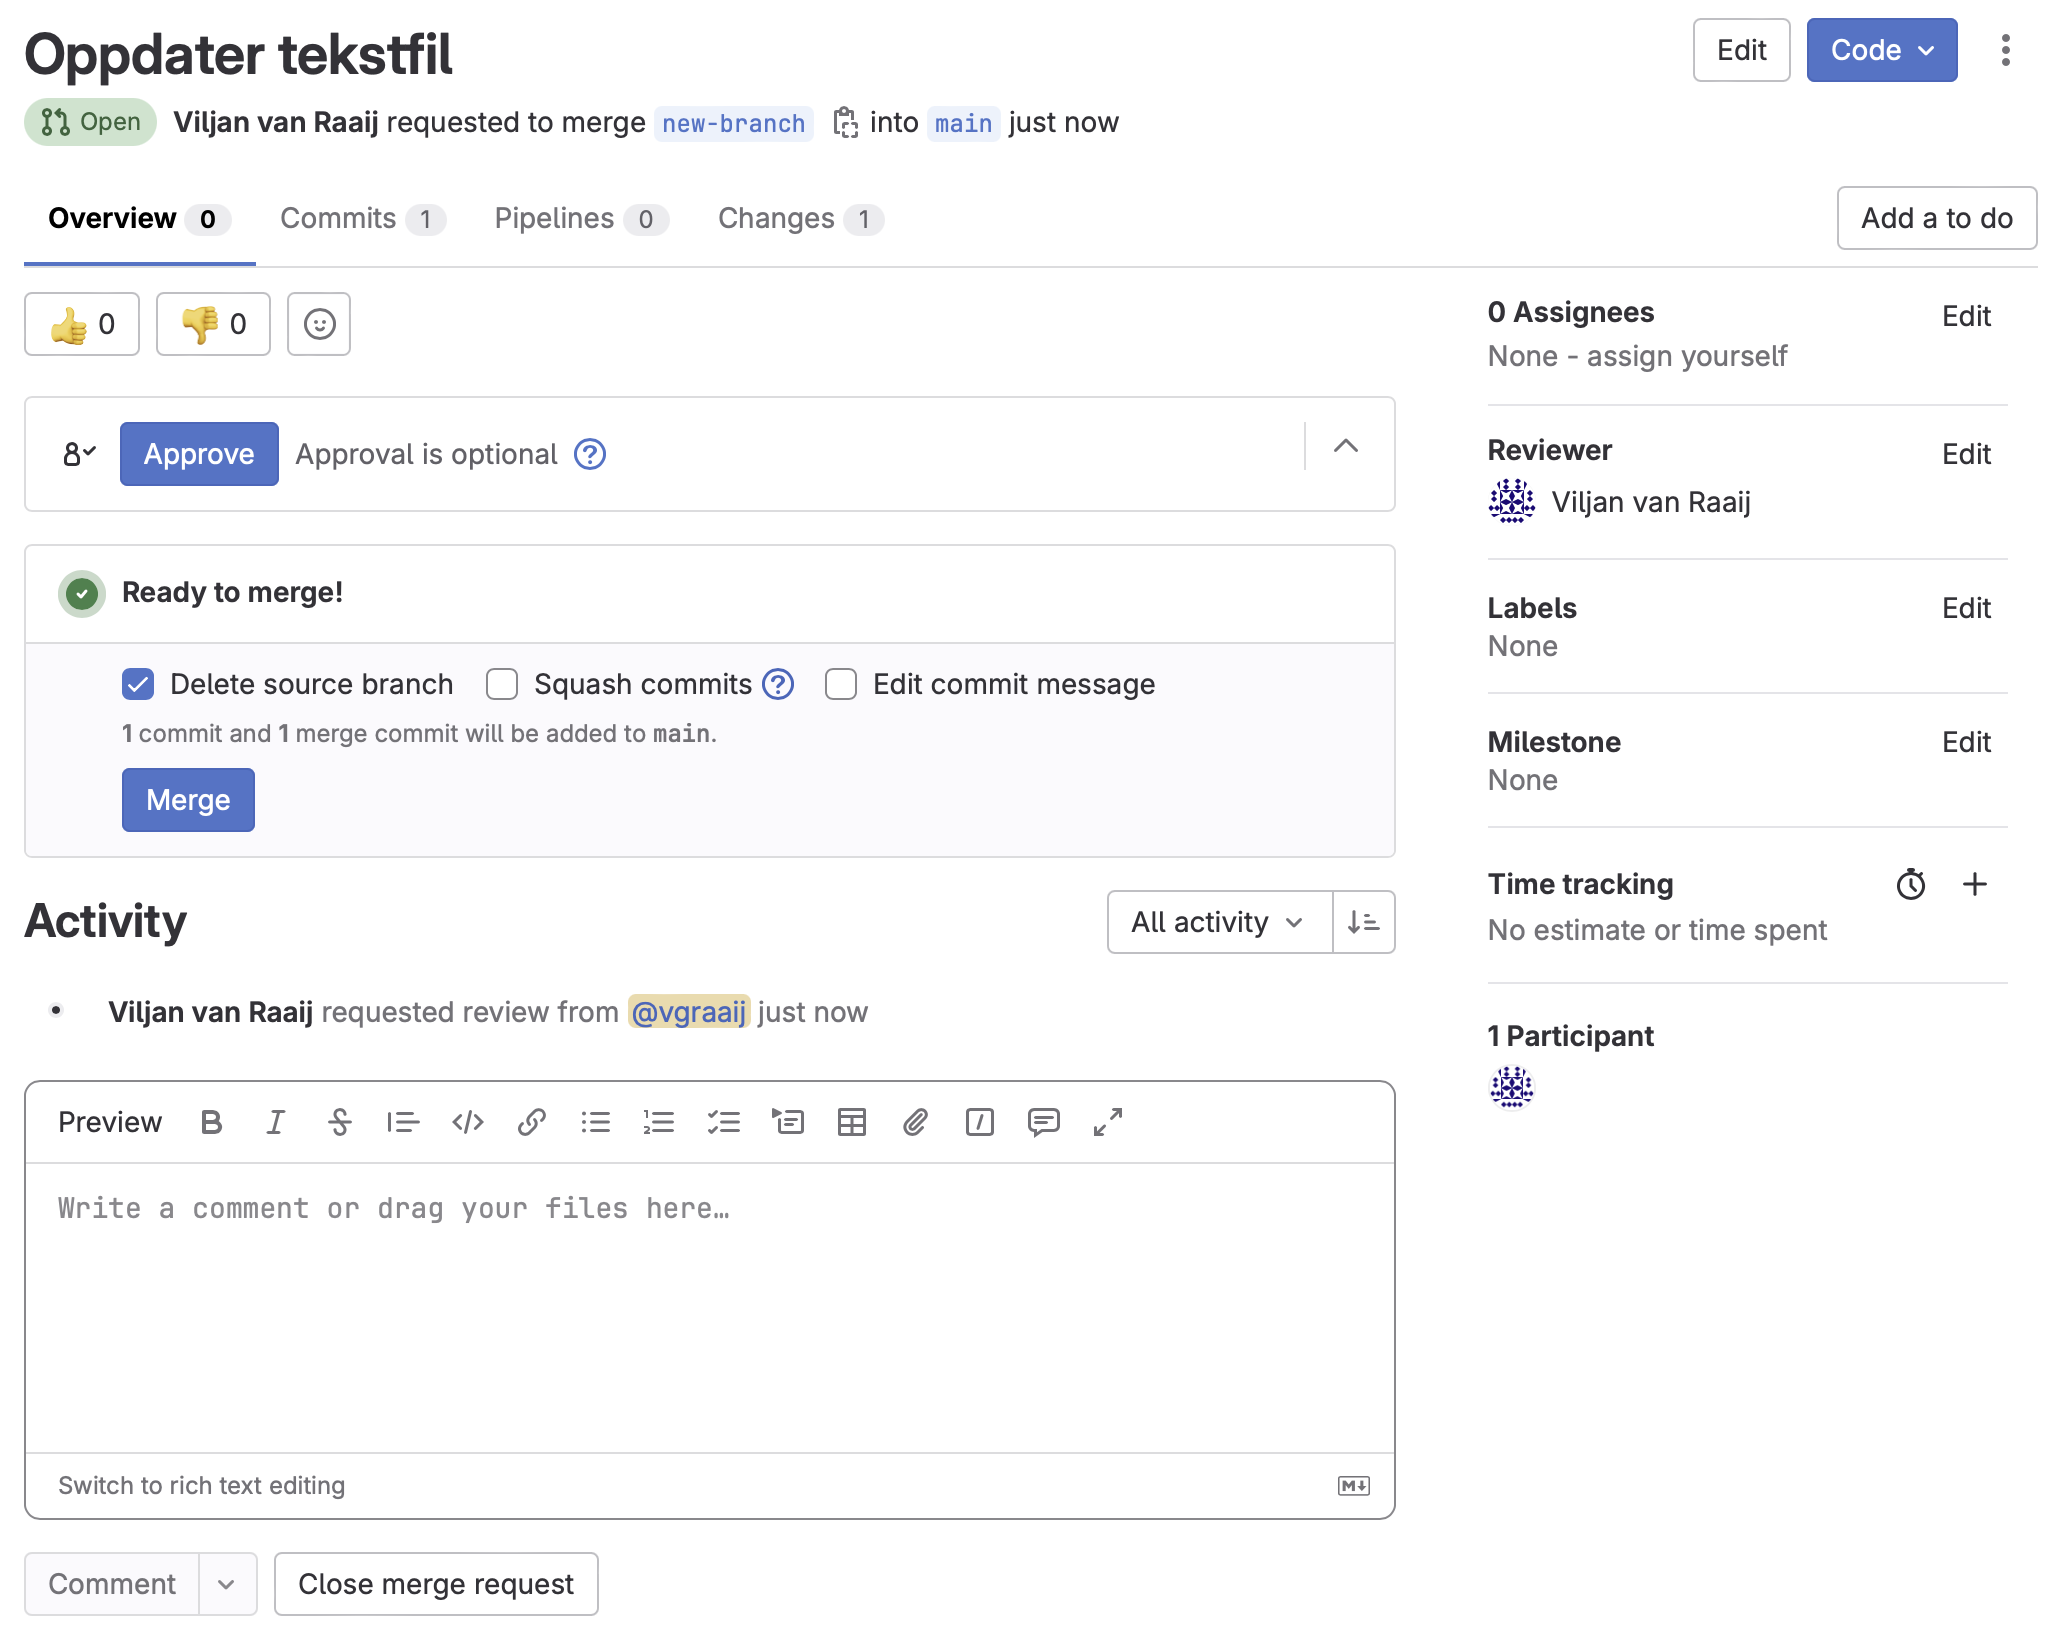 Oppdater tekstfil
Edit
Code
Open
Viljan van Raaij requested to merge new-branch into main just now
Overview 0
Commits 1
Pipelines 0
Changes 1
Add a to do
0
0
Approve
Approval is optional
Ready to merge!
Delete source branch
Squash commits
Edit commit message
1 commit and 1 merge commit will be added to main.
Merge
Activity
All activity
Viljan van Raaij requested review from @vgraaij just now
Preview
Write a comment or drag your files here…
Switch to rich text editing
Comment
Close merge request
0 Assignees
Edit
None - assign yourself
Reviewer
Edit
Viljan van Raaij
Labels
Edit
None
Milestone
Edit
None
Time tracking
No estimate or time spent
1 Participant